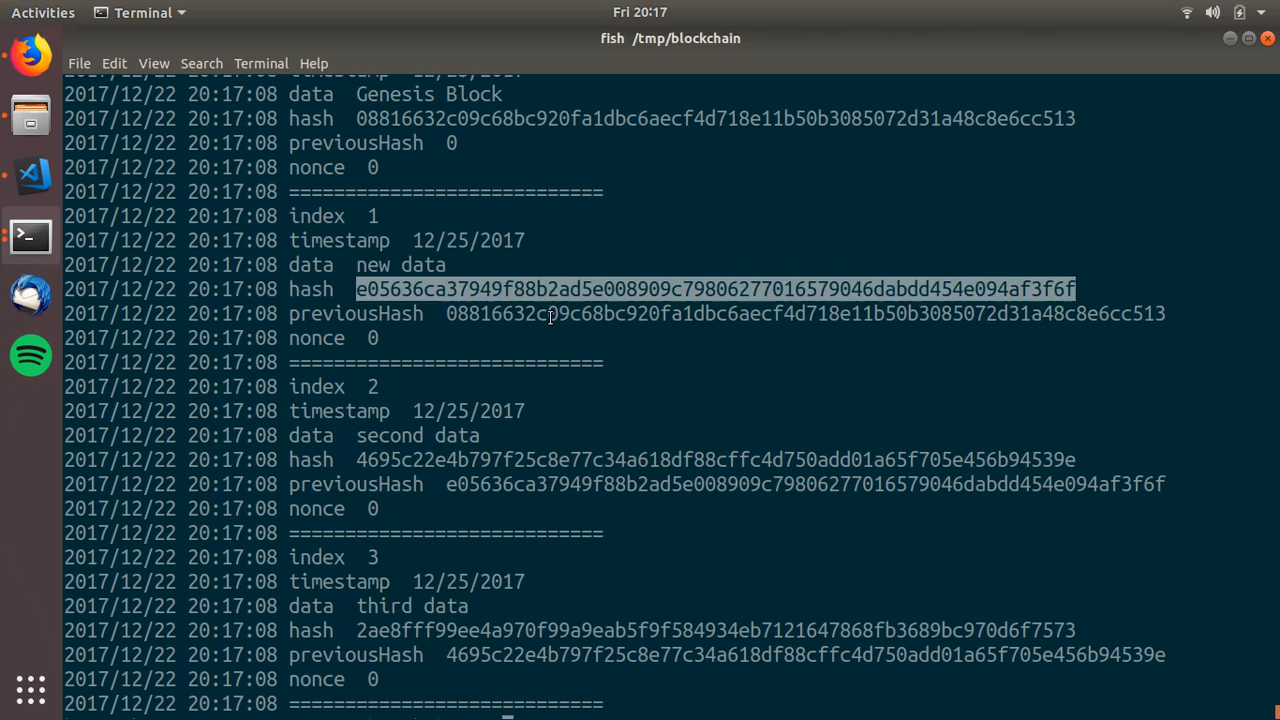 Activities Terminal Fri 20:17
fish /tmp/blockchain
File Edit View Search Terminal Help
2017/12/22 20:17:08 timestamp 12/25/2017
2017/12/22 20:17:08 data  Genesis Block
2017/12/22 20:17:08 hash  08816632c09c68bc920fa1dbc6aecf4d718e11b50b3085072d31a48c8e6cc513
2017/12/22 20:17:08 previousHash  0
2017/12/22 20:17:08 nonce  0
2017/12/22 20:17:08 ============================
2017/12/22 20:17:08 index  1
2017/12/22 20:17:08 timestamp  12/25/2017
2017/12/22 20:17:08 data  new data
2017/12/22 20:17:08 hash  e05636ca37949f88b2ad5e008909c79806277016579046dabdd454e094af3f6f
2017/12/22 20:17:08 previousHash  08816632c09c68bc920fa1dbc6aecf4d718e11b50b3085072d31a48c8e6cc513
2017/12/22 20:17:08 nonce  0
2017/12/22 20:17:08 ============================
2017/12/22 20:17:08 index  2
2017/12/22 20:17:08 timestamp  12/25/2017
2017/12/22 20:17:08 data  second data
2017/12/22 20:17:08 hash  4695c22e4b797f25c8e77c34a618df88cffc4d750add01a65f705e456b94539e
2017/12/22 20:17:08 previousHash  e05636ca37949f88b2ad5e008909c79806277016579046dabdd454e094af3f6f
2017/12/22 20:17:08 nonce  0
2017/12/22 20:17:08 ============================
2017/12/22 20:17:08 index  3
2017/12/22 20:17:08 timestamp  12/25/2017
2017/12/22 20:17:08 data  third data
2017/12/22 20:17:08 hash  2ae8fff99ee4a970f99a9eab5f9f584934eb7121647868fb3689bc970d6f7573
2017/12/22 20:17:08 previousHash  4695c22e4b797f25c8e77c34a618df88cffc4d750add01a65f705e456b94539e
2017/12/22 20:17:08 nonce  0
2017/12/22 20:17:08 ============================